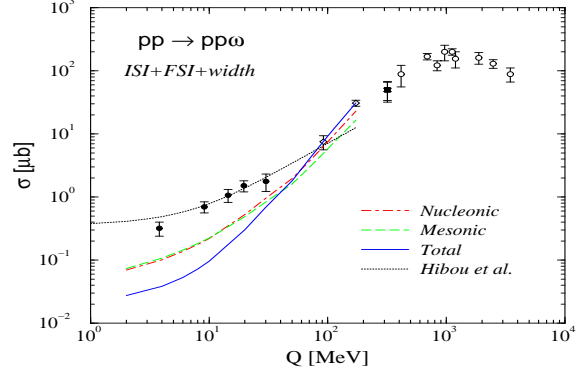 pp → ppω
ISI+FSI+width
σ [μb]
10³
10²
10¹
10⁰
10⁻¹
10⁻²
Nucleonic
Mesonic
Total
Hibou et al.
10⁰ 10¹ 10² 10³ 10⁴
Q [MeV]